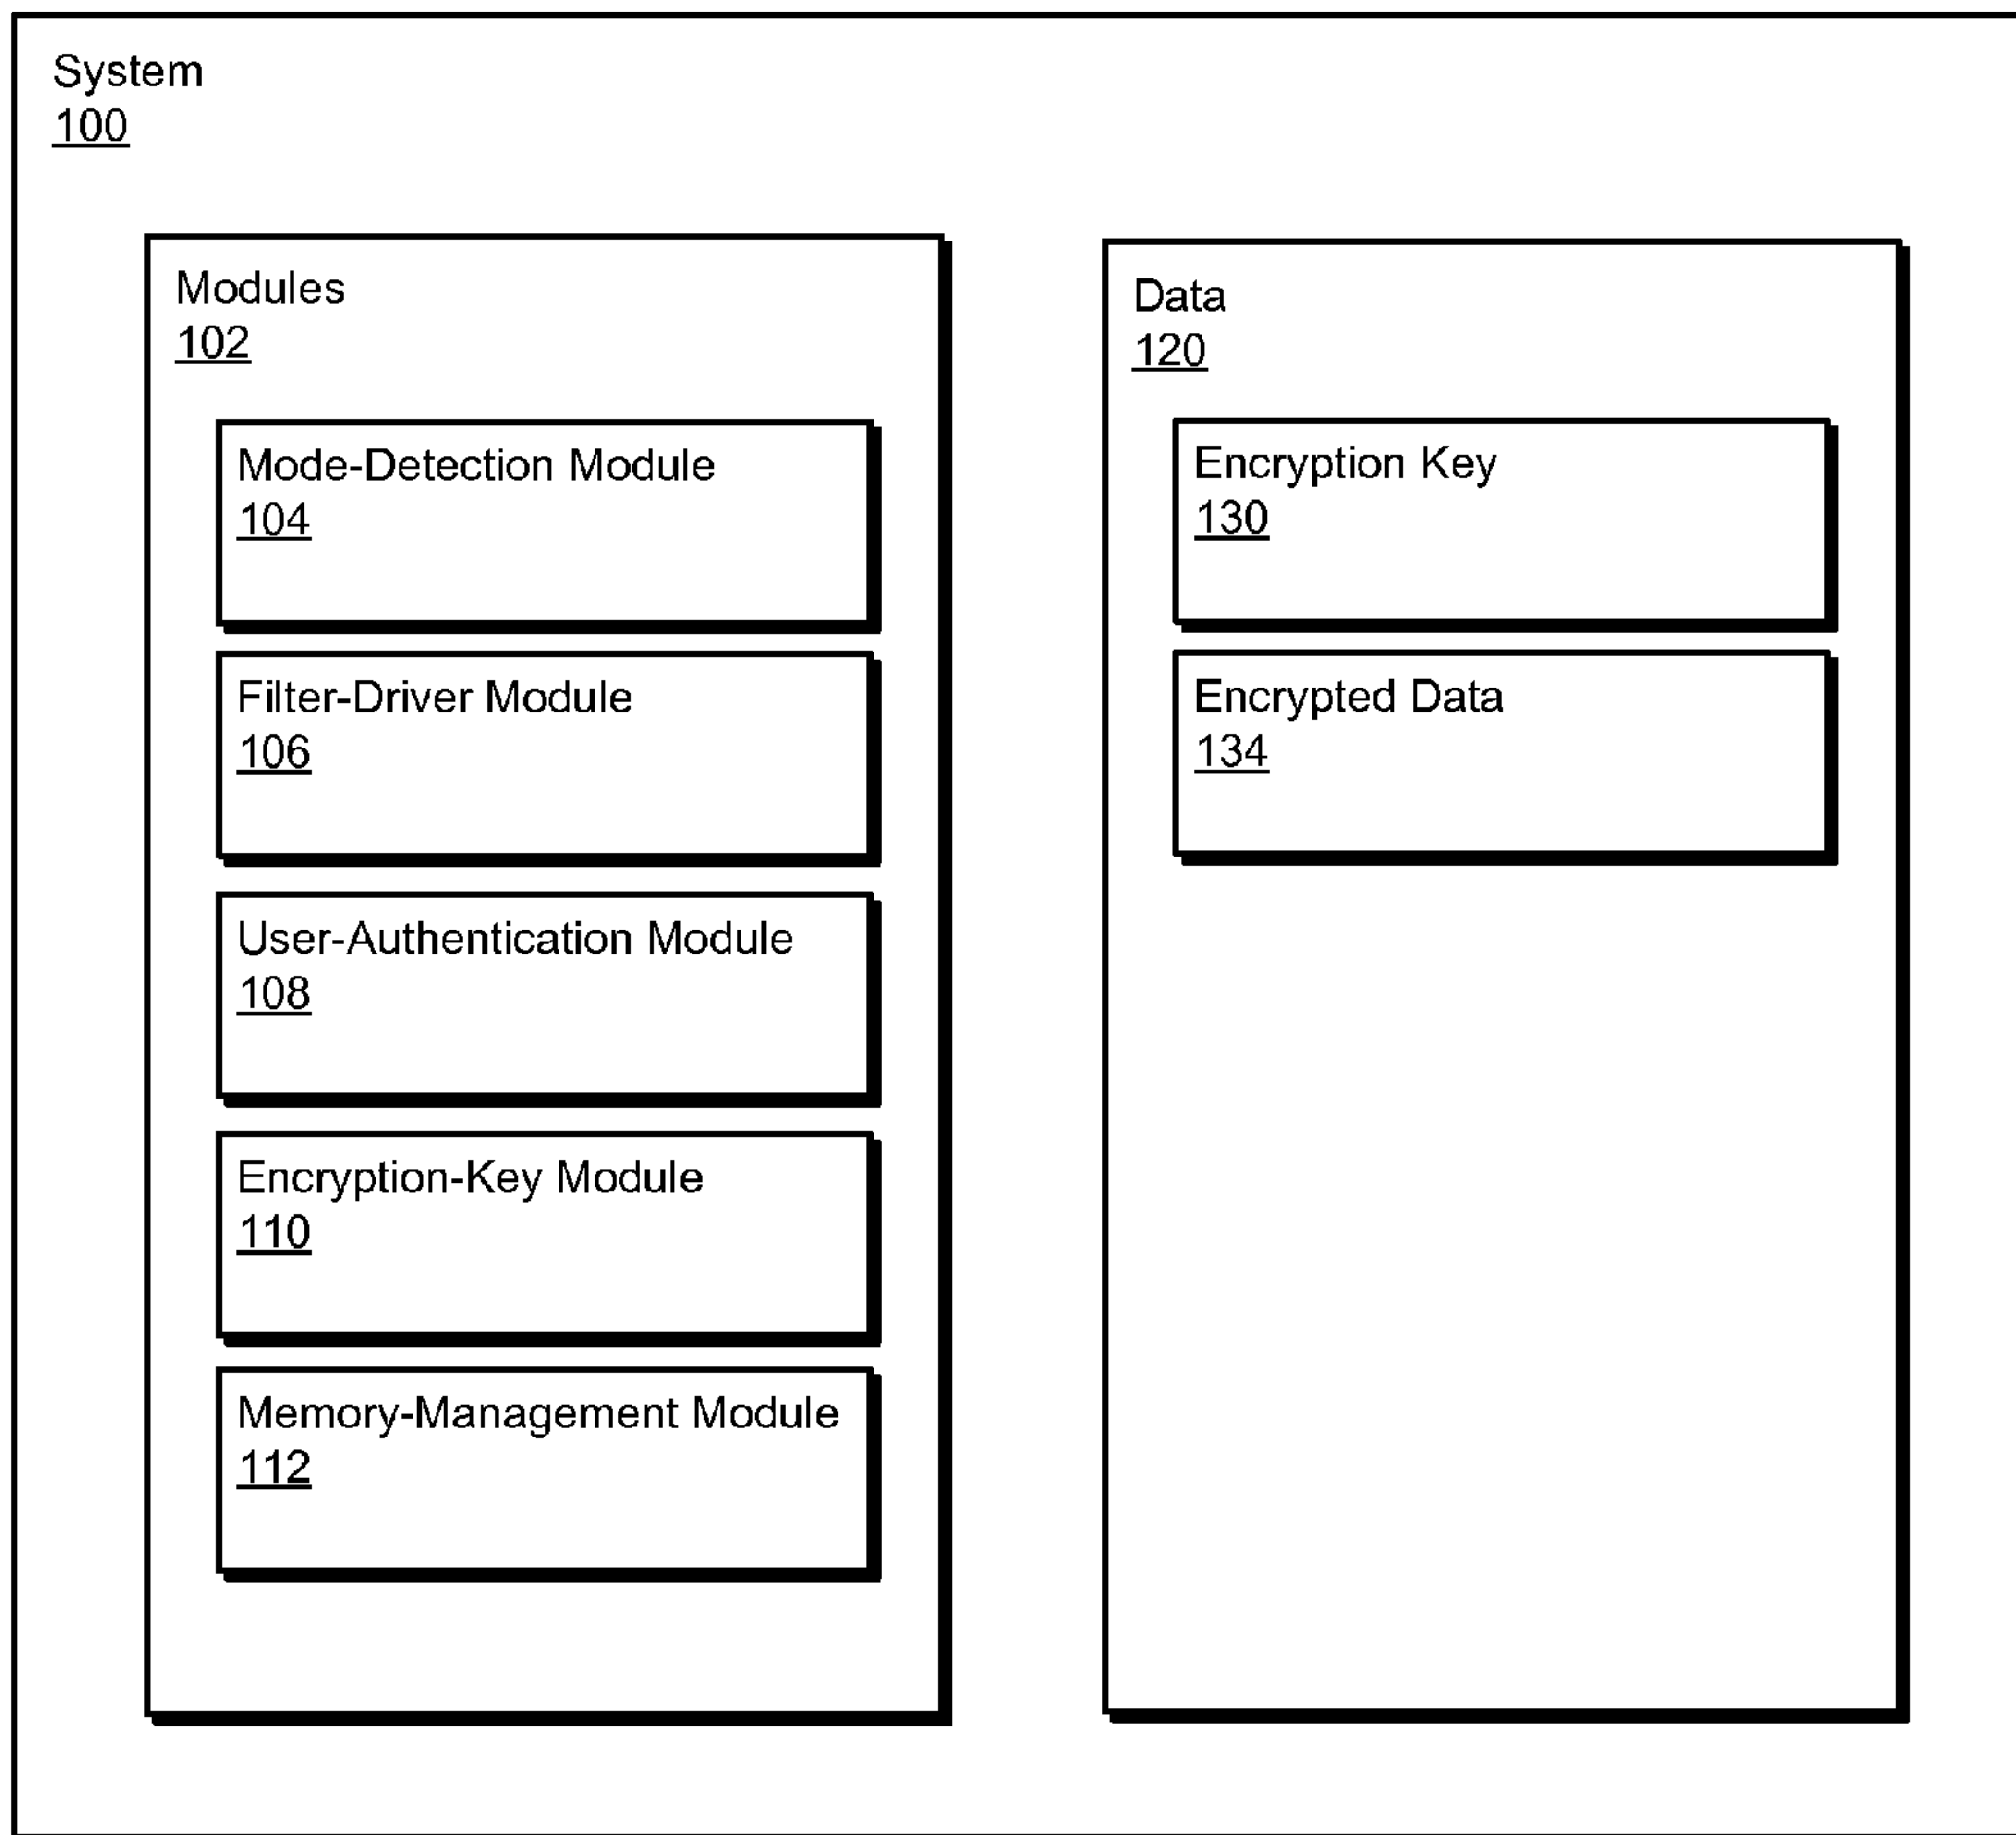 System
100
Modules
102
Mode-Detection Module
104
Filter-Driver Module
106
User-Authentication Module
108
Encryption-Key Module
110
Memory-Management Module
112
Data
120
Encryption Key
130
Encrypted Data
134